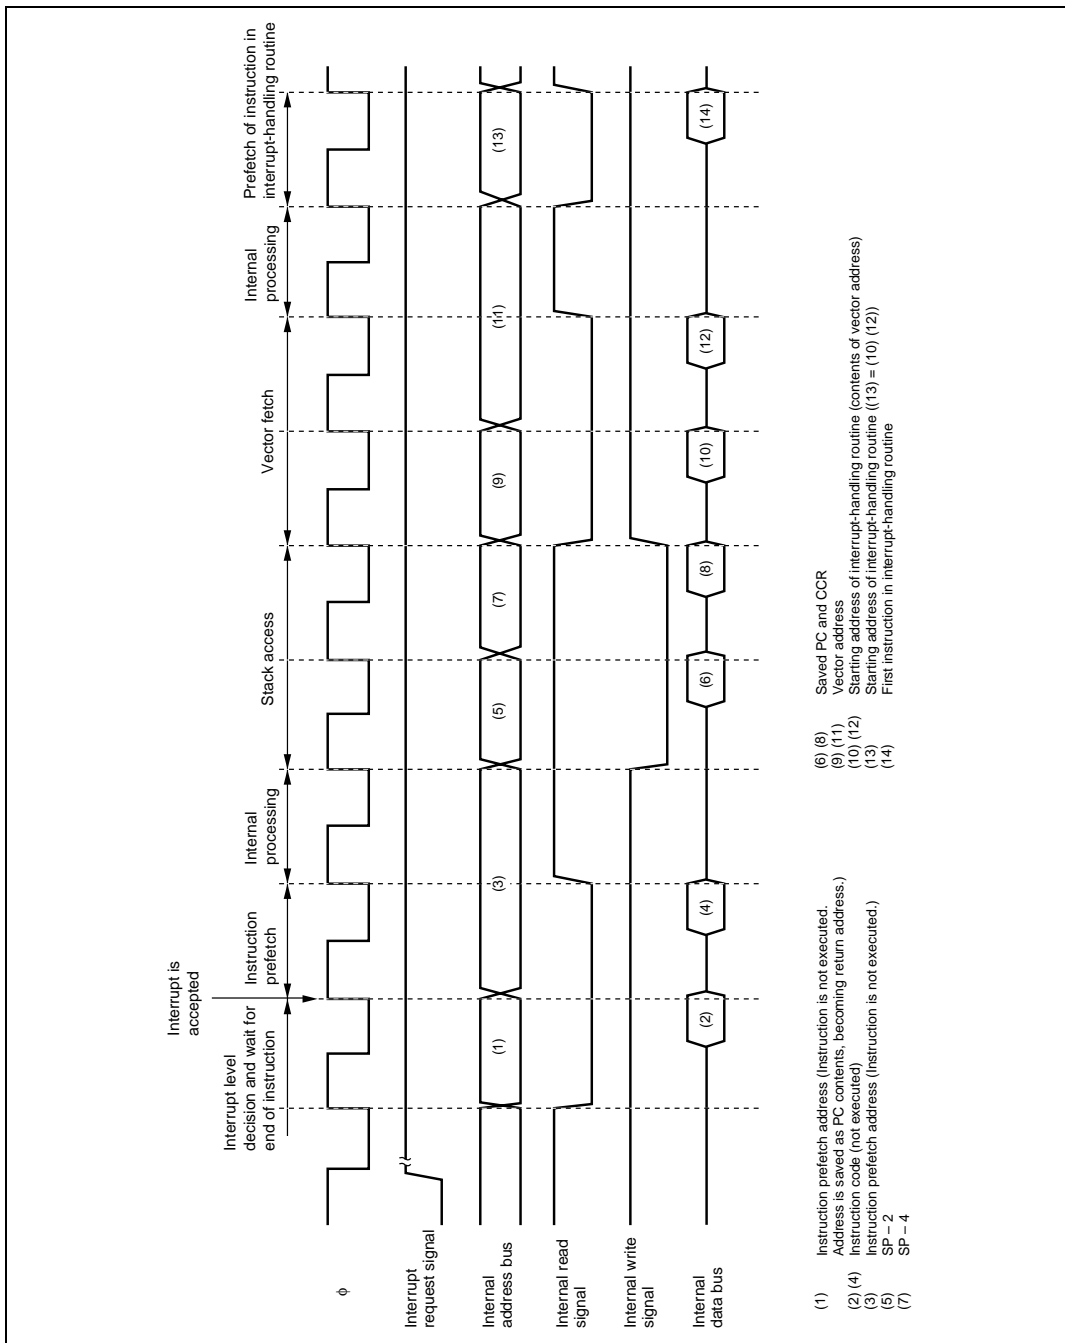 Interrupt is
accepted
Interrupt level
decision and wait for
end of instruction
Instruction
prefetch
Internal
processing
Stack access
Vector fetch
Internal
processing
Prefetch of instruction in
interrupt-handling routine
φ
Interrupt
request signal
Internal
address bus
(1)
(3)
(5)
(7)
(9)
(11)
(13)
Internal read
signal
Internal write
signal
Internal
data bus
(2)
(4)
(6)
(8)
(10)
(12)
(14)
(1) Instruction prefetch address (Instruction is not executed.
Address is saved as PC contents, becoming return address.)
(2) (4) Instruction code (not executed)
(3) Instruction prefetch address (Instruction is not executed.)
(5) SP – 2
(7) SP – 4
(6) (8) Saved PC and CCR
(9) (11) Vector address
(10) (12) Starting address of interrupt-handling routine (contents of vector address)
(13) Starting address of interrupt-handling routine ((13) = (10) (12))
(14) First instruction in interrupt-handling routine